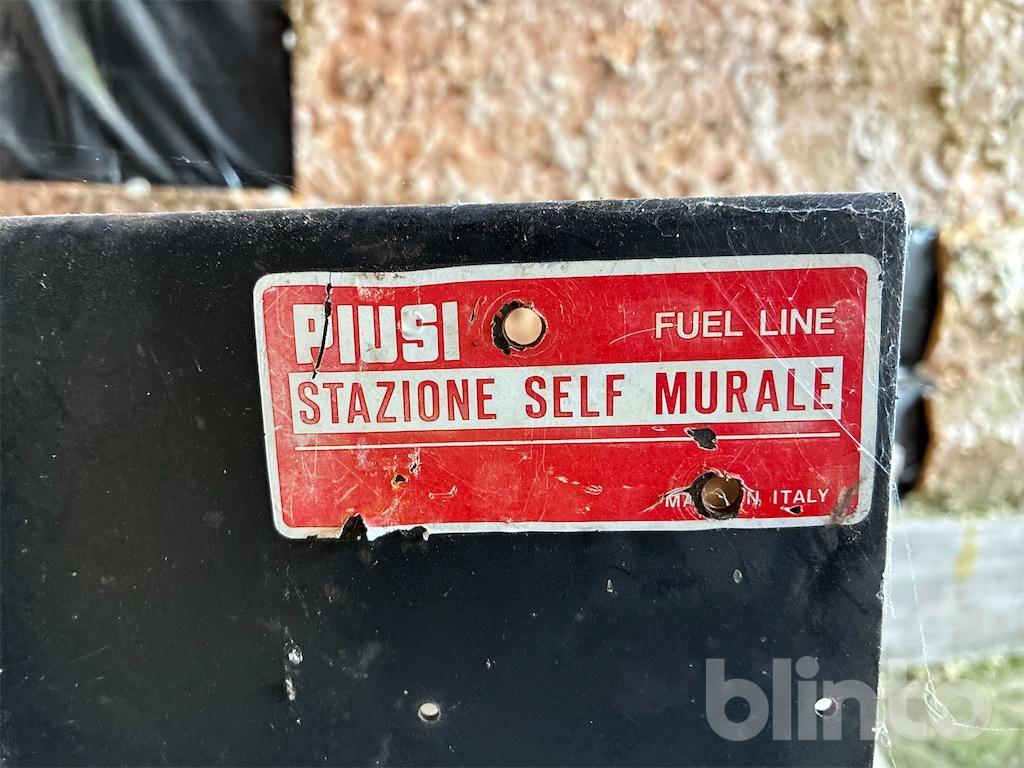 PIUSI FUEL LINE
STAZIONE SELF MURALE
ITALY
blinto